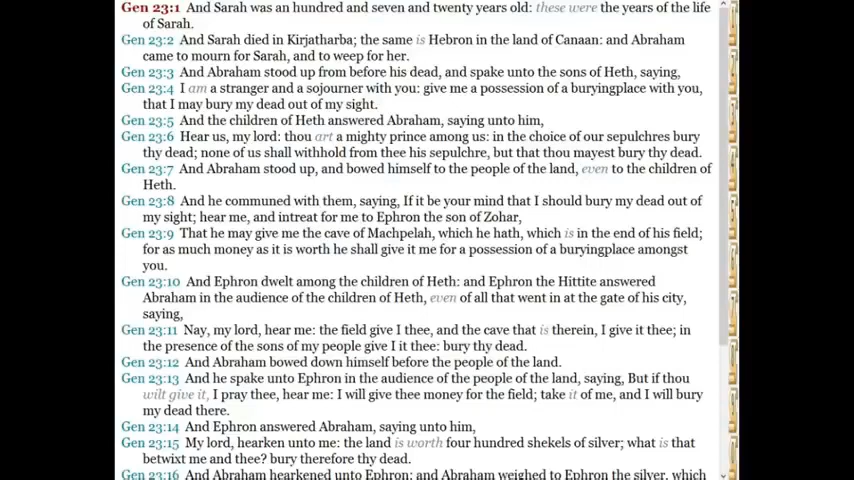 Gen 23:1 And Sarah was an hundred and seven and twenty years old: these were the years of the life
of Sarah.
Gen 23:2 And Sarah died in Kirjatharba; the same is Hebron in the land of Canaan: and Abraham
came to mourn for Sarah, and to weep for her.
Gen 23:3 And Abraham stood up from before his dead, and spake unto the sons of Heth, saying,
Gen 23:4 I am a stranger and a sojourner with you: give me a possession of a buryingplace with you,
that I may bury my dead out of my sight.
Gen 23:5 And the children of Heth answered Abraham, saying unto him,
Gen 23:6 Hear us, my lord: thou art a mighty prince among us: in the choice of our sepulchres bury
thy dead; none of us shall withhold from thee his sepulchre, but that thou mayest bury thy dead.
Gen 23:7 And Abraham stood up, and bowed himself to the people of the land, even to the children of
Heth.
Gen 23:8 And he communed with them, saying, If it be your mind that I should bury my dead out of
my sight; hear me, and intreat for me to Ephron the son of Zohar,
Gen 23:9 That he may give me the cave of Machpelah, which he hath, which is in the end of his field;
for as much money as it is worth he shall give it me for a possession of a buryingplace amongst
you.
Gen 23:10 And Ephron dwelt among the children of Heth: and Ephron the Hittite answered
Abraham in the audience of the children of Heth, even of all that went in at the gate of his city,
saying,
Gen 23:11 Nay, my lord, hear me: the field give I thee, and the cave that is therein, I give it thee; in
the presence of the sons of my people give I it thee: bury thy dead.
Gen 23:12 And Abraham bowed down himself before the people of the land.
Gen 23:13 And he spake unto Ephron in the audience of the people of the land, saying, But if thou
wilt give it, I pray thee, hear me: I will give thee money for the field; take it of me, and I will bury
my dead there.
Gen 23:14 And Ephron answered Abraham, saying unto him,
Gen 23:15 My lord, hearken unto me: the land is worth four hundred shekels of silver; what is that
betwixt me and thee? bury therefore thy dead.
Gen 23:16 And Abraham hearkened unto Ephron; and Abraham weighed to Ephron the silver, which